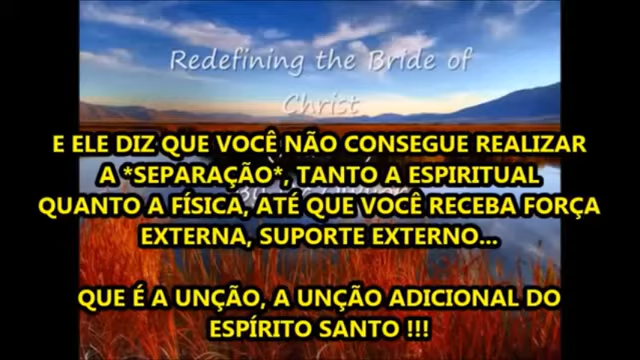 Redefining the Bride of
Christ
E ELE DIZ QUE VOCÊ NÃO CONSEGUE REALIZAR
A *SEPARAÇÃO*, TANTO A ESPIRITUAL
QUANTO A FÍSICA, ATÉ QUE VOCÊ RECEBA FORÇA
EXTERNA, SUPORTE EXTERNO...
QUE É A UNÇÃO, A UNÇÃO ADICIONAL DO
ESPÍRITO SANTO !!!